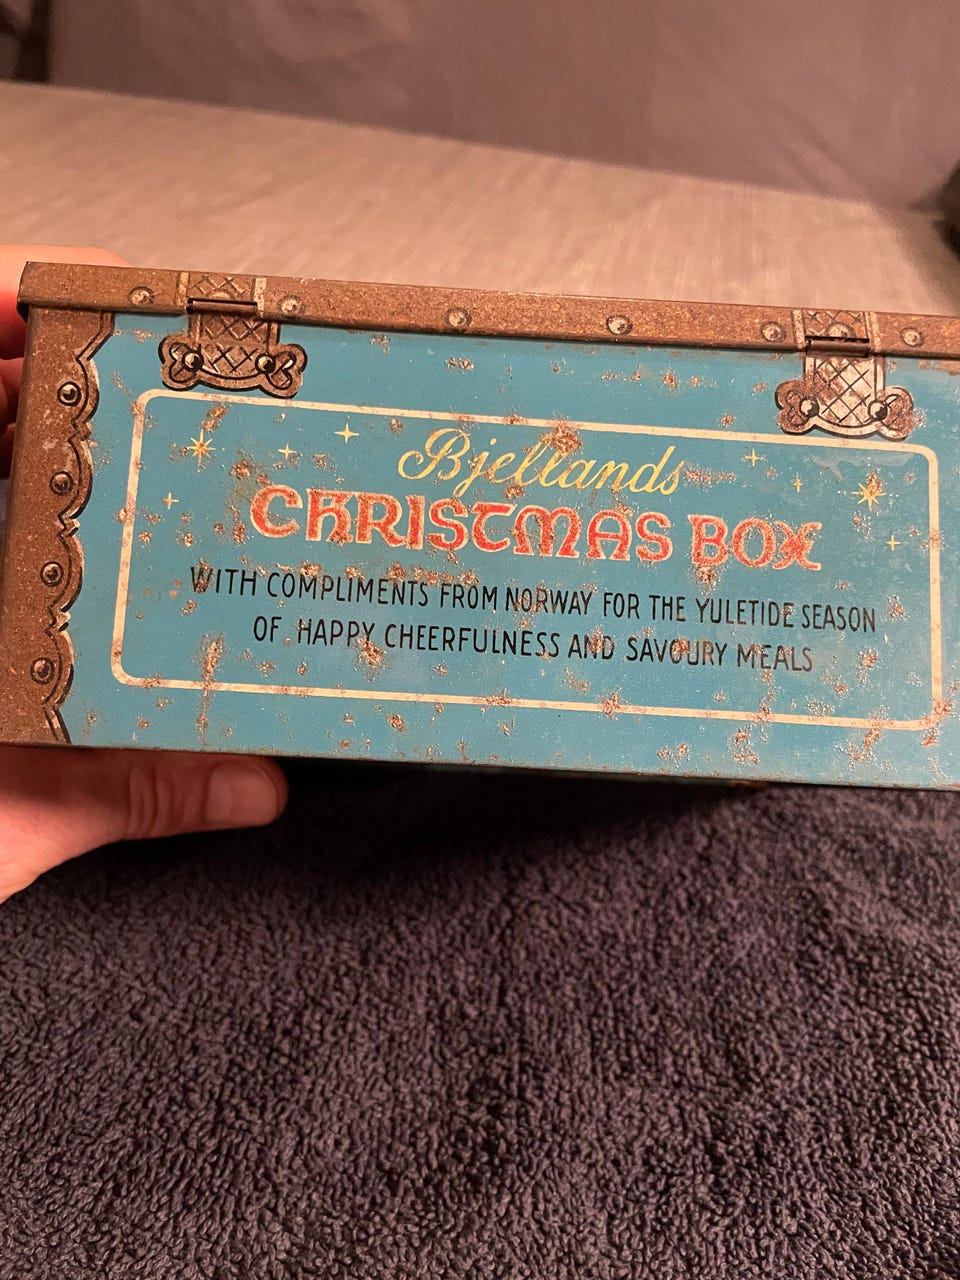 Bjellands
CHRISTMAS BOX
WITH COMPLIMENTS FROM NORWAY FOR THE YULETIDE SEASON
OF HAPPY CHEERFULNESS AND SAVOURY MEALS